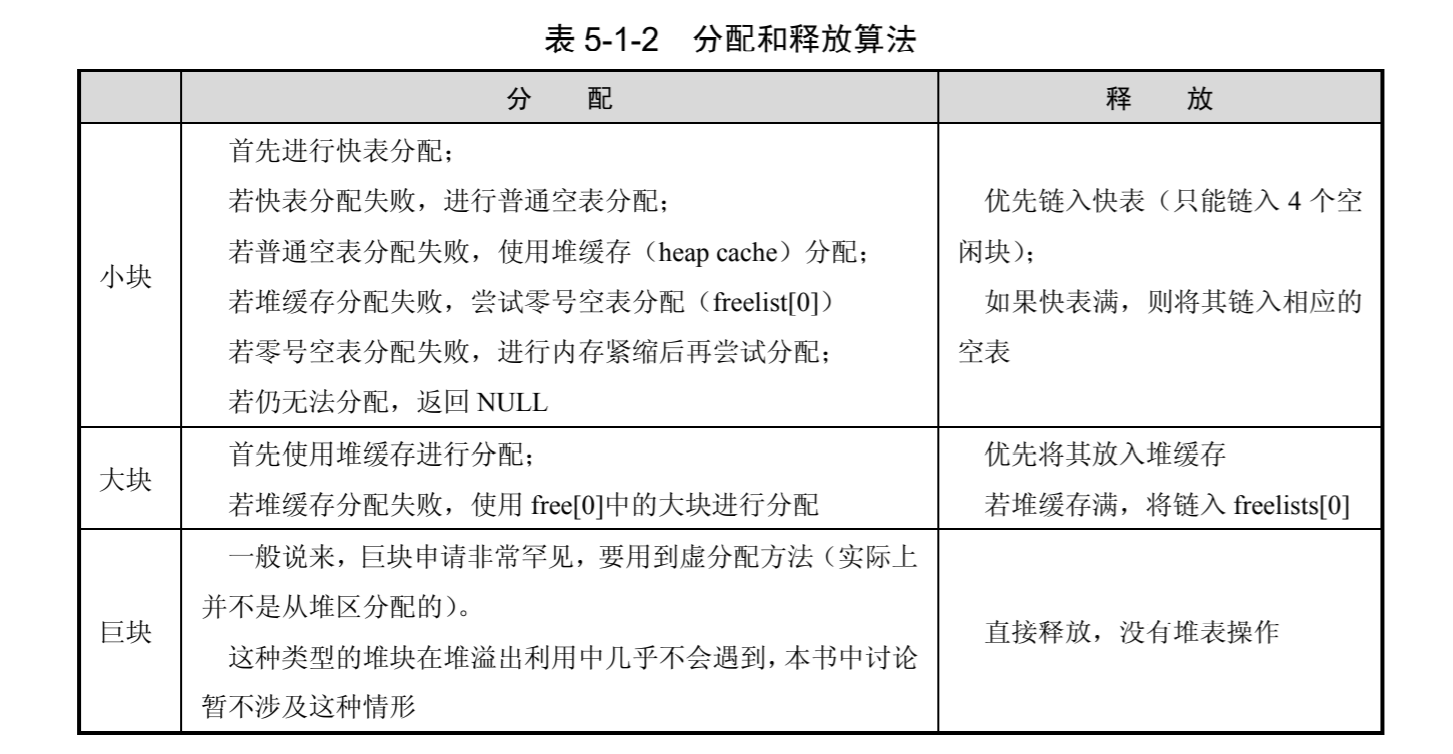 表 5-1-2 分配和释放算法
分 配
释 放
小块
首先进行快表分配；
若快表分配失败，进行普通空表分配；
若普通空表分配失败，使用堆缓存（heap cache）分配；
若堆缓存分配失败，尝试零号空表分配（freelist[0]）
若零号空表分配失败，进行内存紧缩后再尝试分配；
若仍无法分配，返回 NULL
优先链入快表（只能链入 4 个空
闲块）；
如果快表满，则将其链入相应的
空表
大块
首先使用堆缓存进行分配；
若堆缓存分配失败，使用 free[0]中的大块进行分配
优先将其放入堆缓存
若堆缓存满，将链入 freelists[0]
巨块
一般说来，巨块申请非常罕见，要用到虚分配方法（实际上
并不是从堆区分配的）。
这种类型的堆块在堆溢出利用中几乎不会遇到，本书中讨论
暂不涉及这种情形
直接释放，没有堆表操作